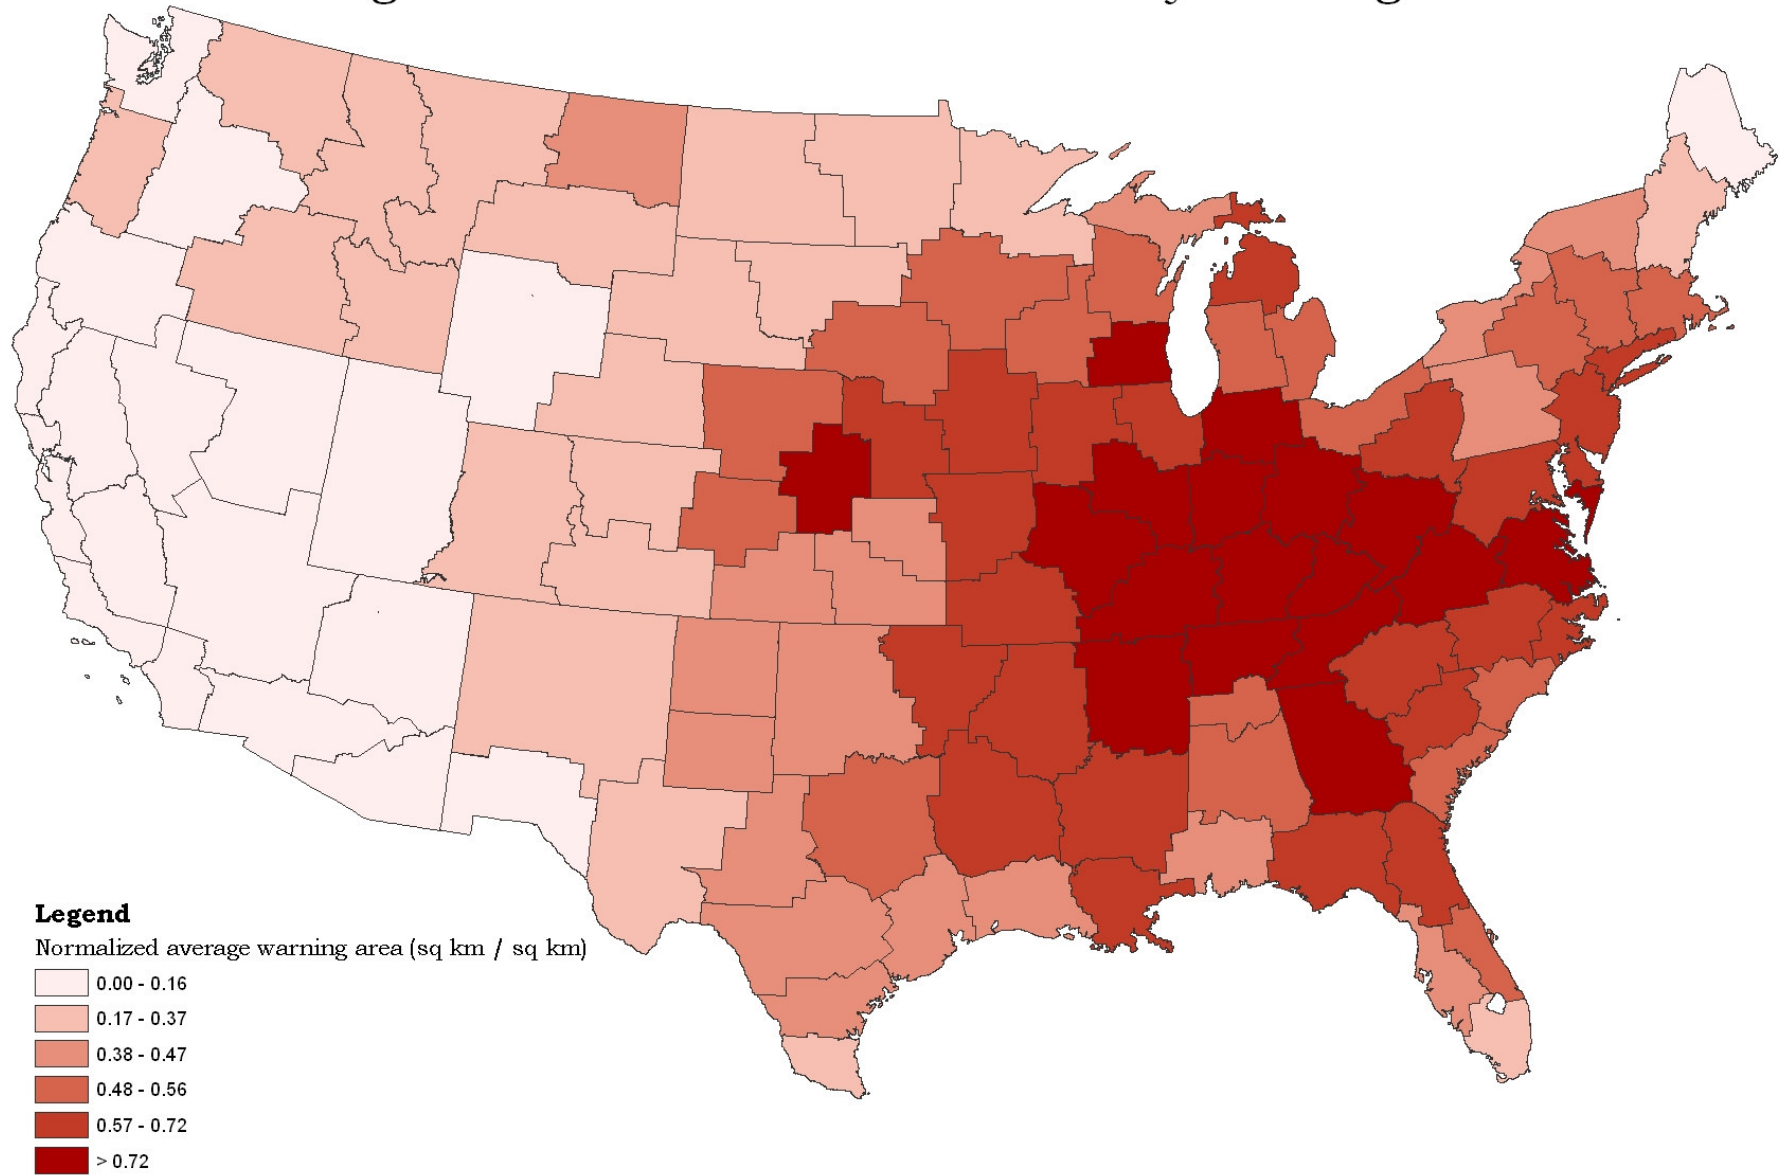 Legend
Normalized average warning area (sq km / sq km)
0.00 - 0.16
0.17 - 0.37
0.38 - 0.47
0.48 - 0.56
0.57 - 0.72
> 0.72